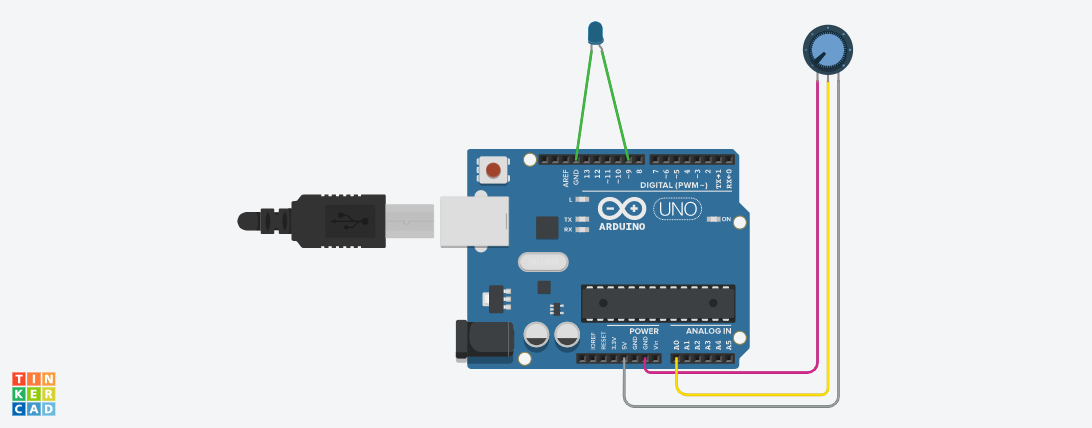 AREF
GND
13
12
~11
~10
~9
8
7
~6
~5
4
~3
2
TX→1
RX←0
DIGITAL (PWM~)
L
TX
RX
ARDUINO
UNO
ON
POWER
ANALOG IN
IOREF
RESET
3.3V
5V
GND
GND
Vin
A0
A1
A2
A3
A4
A5
TIN
KER
CAD